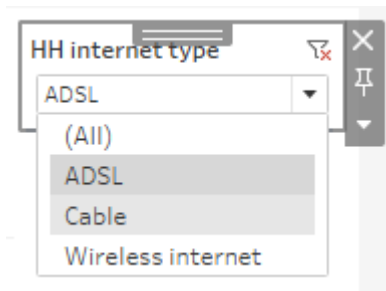 HH internet type
ADSL
(All)
ADSL
Cable
Wireless internet